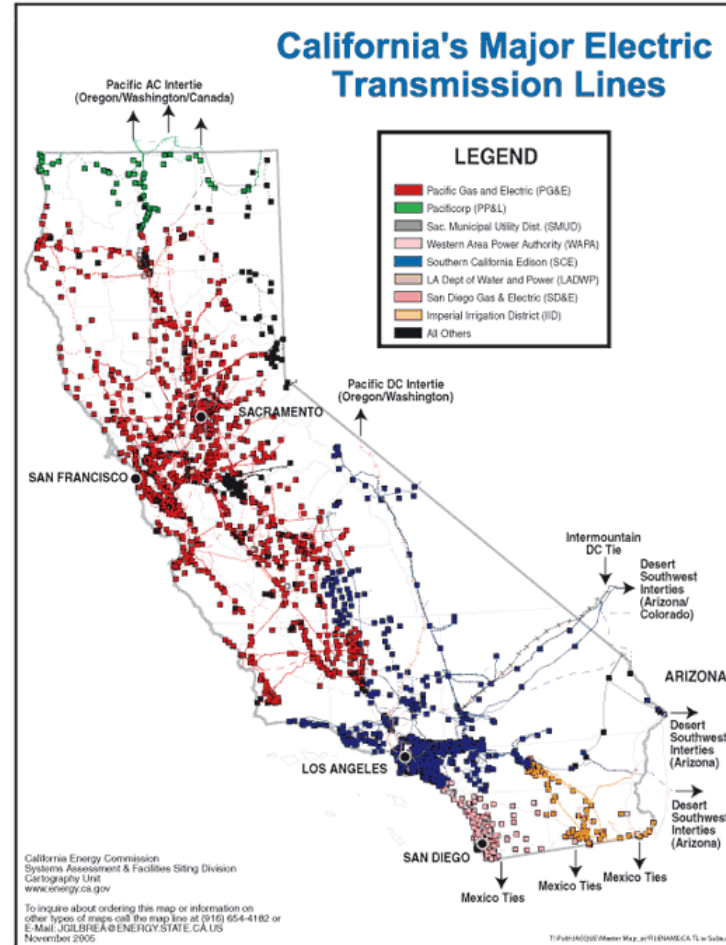 California's Major Electric
Transmission Lines
Pacific AC Intertie
(Oregon/Washington/Canada)
LEGEND
Pacific Gas and Electric (PG&E)
Pacificorp (PP&L)
Sac. Municipal Utility Dist. (SMUD)
Western Area Power Authority (WAPA)
Southern California Edison (SCE)
LA Dept of Water and Power (LADWP)
San Diego Gas & Electric (SD&E)
Imperial Irrigation District (IID)
All Others
Pacific DC Intertie
(Oregon/Washington)
SACRAMENTO
SAN FRANCISCO
Intermountain
DC Tie
Desert
Southwest
Interties
(Arizona/
Colorado)
ARIZONA
Desert
Southwest
Interties
(Arizona)
LOS ANGELES
Desert
Southwest
Interties
(Arizona)
SAN DIEGO
Mexico Ties
Mexico Ties
Mexico Ties
California Energy Commission
Systems Assessment & Facilities Siting Division
Cartography Unit
www.energy.ca.gov
To inquire about ordering this map or information on
other types of maps call the map line at (916) 654-4182 or
E-Mail: JGILBREA@ENERGY.STATE.CA.US
November 2005